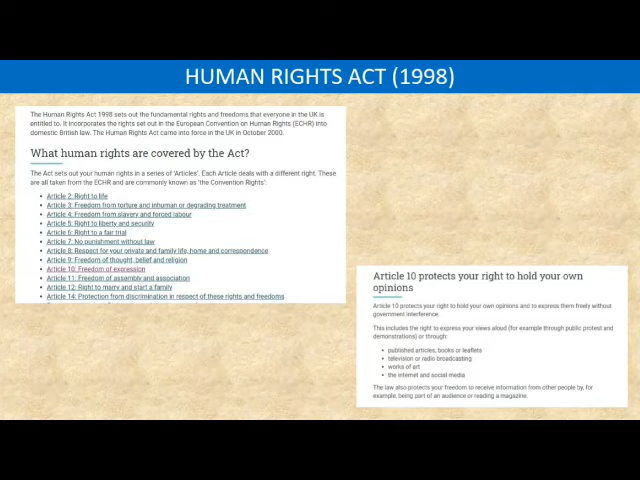 HUMAN RIGHTS ACT (1998)
The Human Rights Act 1998 sets out the fundamental rights and freedoms that everyone in the UK is
entitled to. It incorporates the rights set out in the European Convention on Human Rights (ECHR) into
domestic British law. The Human Rights Act came into force in the UK in October 2000.
What human rights are covered by the Act?
The Act sets out your human rights in a series of 'Articles'. Each Article deals with a different right. These
are all taken from the ECHR and are commonly known as 'the Convention Rights':
• Article 2: Right to life
• Article 3: Freedom from torture and inhuman or degrading treatment
• Article 4: Freedom from slavery and forced labour
• Article 5: Right to liberty and security
• Article 6: Right to a fair trial
• Article 7: No punishment without law
• Article 8: Respect for your private and family life, home and correspondence
• Article 9: Freedom of thought, belief and religion
• Article 10: Freedom of expression
• Article 11: Freedom of assembly and association
• Article 12: Right to marry and start a family
• Article 14: Protection from discrimination in respect of these rights and freedoms
Article 10 protects your right to hold your own
opinions
Article 10 protects your right to hold your own opinions and to express them freely without
government interference.
This includes the right to express your views aloud (for example through public protest and
demonstrations) or through:
• published articles, books or leaflets
• television or radio broadcasting
• works of art
• the internet and social media
The law also protects your freedom to receive information from other people by, for
example, being part of an audience or reading a magazine.